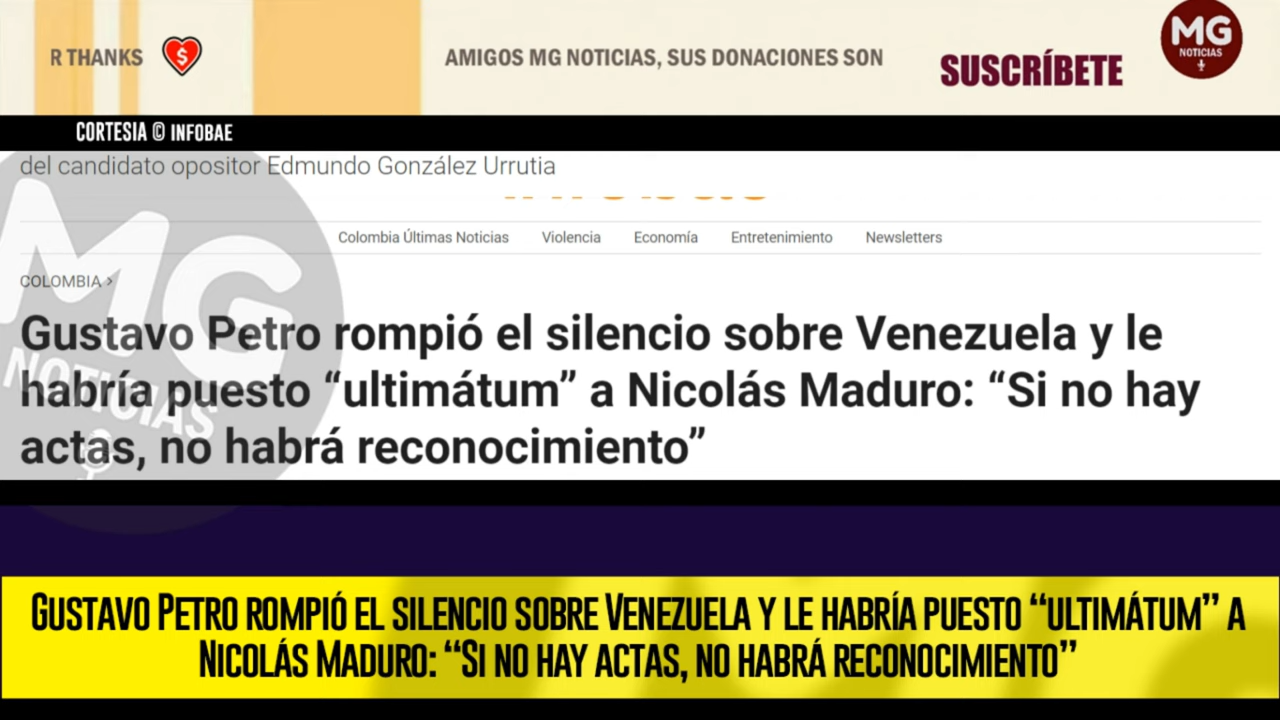 R THANKS
AMIGOS MG NOTICIAS, SUS DONACIONES SON
SUSCRÍBETE
MG
NOTICIAS
CORTESIA © INFOBAE
del candidato opositor Edmundo González Urrutia
Colombia Últimas Noticias Violencia Economía Entretenimiento Newsletters
COLOMBIA >
Gustavo Petro rompió el silencio sobre Venezuela y le
habría puesto “ultimátum” a Nicolás Maduro: “Si no hay
actas, no habrá reconocimiento”
MG
NOTICIAS
GUSTAVO PETRO ROMPIÓ EL SILENCIO SOBRE VENEZUELA Y LE HABRÍA PUESTO “ULTIMÁTUM” A
NICOLÁS MADURO: “SI NO HAY ACTAS, NO HABRÁ RECONOCIMIENTO”